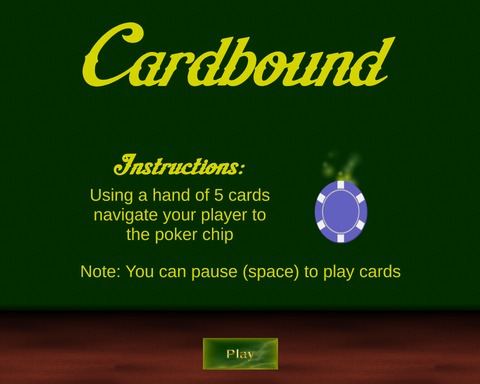 Cardbound
Instructions:
Using a hand of 5 cards
navigate your player to
the poker chip
Note: You can pause (space) to play cards
Play